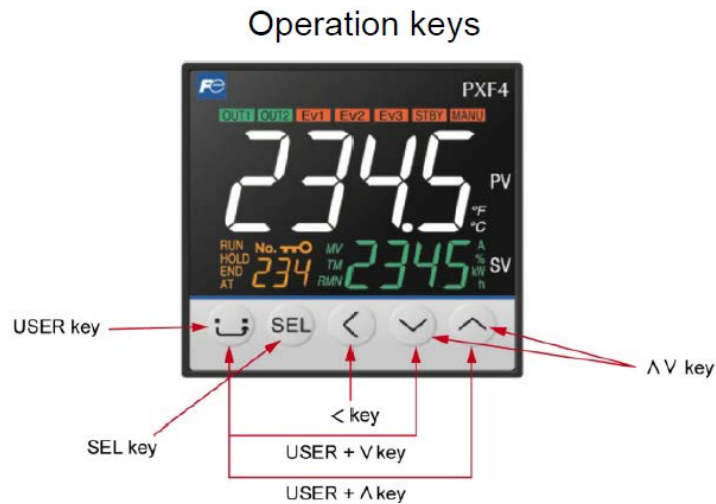 Operation keys
Fe
PXF4
OUT1 OUT2 Ev1 Ev2 Ev3 STBY MANU
234.5 PV
°F
°C
RUN
HOLD
END
AT
No.
234
MV
TM
RMN
2345
A
%
kW
h
SV
SEL
USER key
SEL key
< key
USER + V key
USER + Λ key
Λ V key